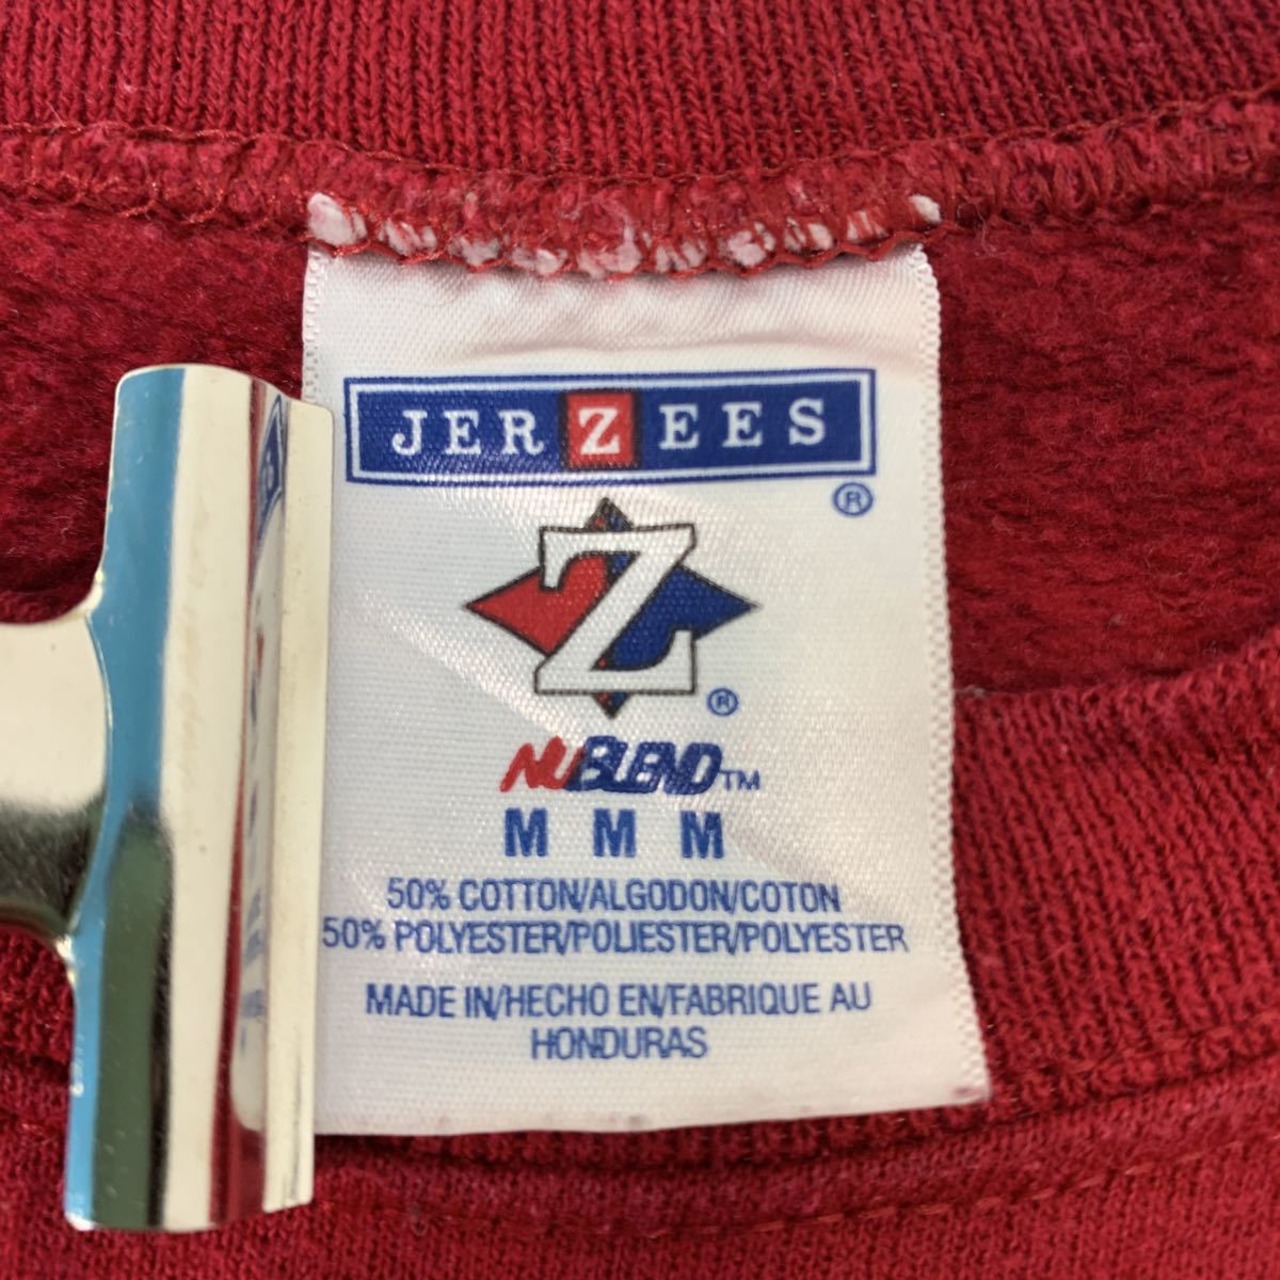 JERZEES
®
Z
®
NUBLEND™
M M M
50% COTTON/ALGODON/COTON
50% POLYESTER/POLIESTER/POLYESTER
MADE IN/HECHO EN/FABRIQUE AU
HONDURAS